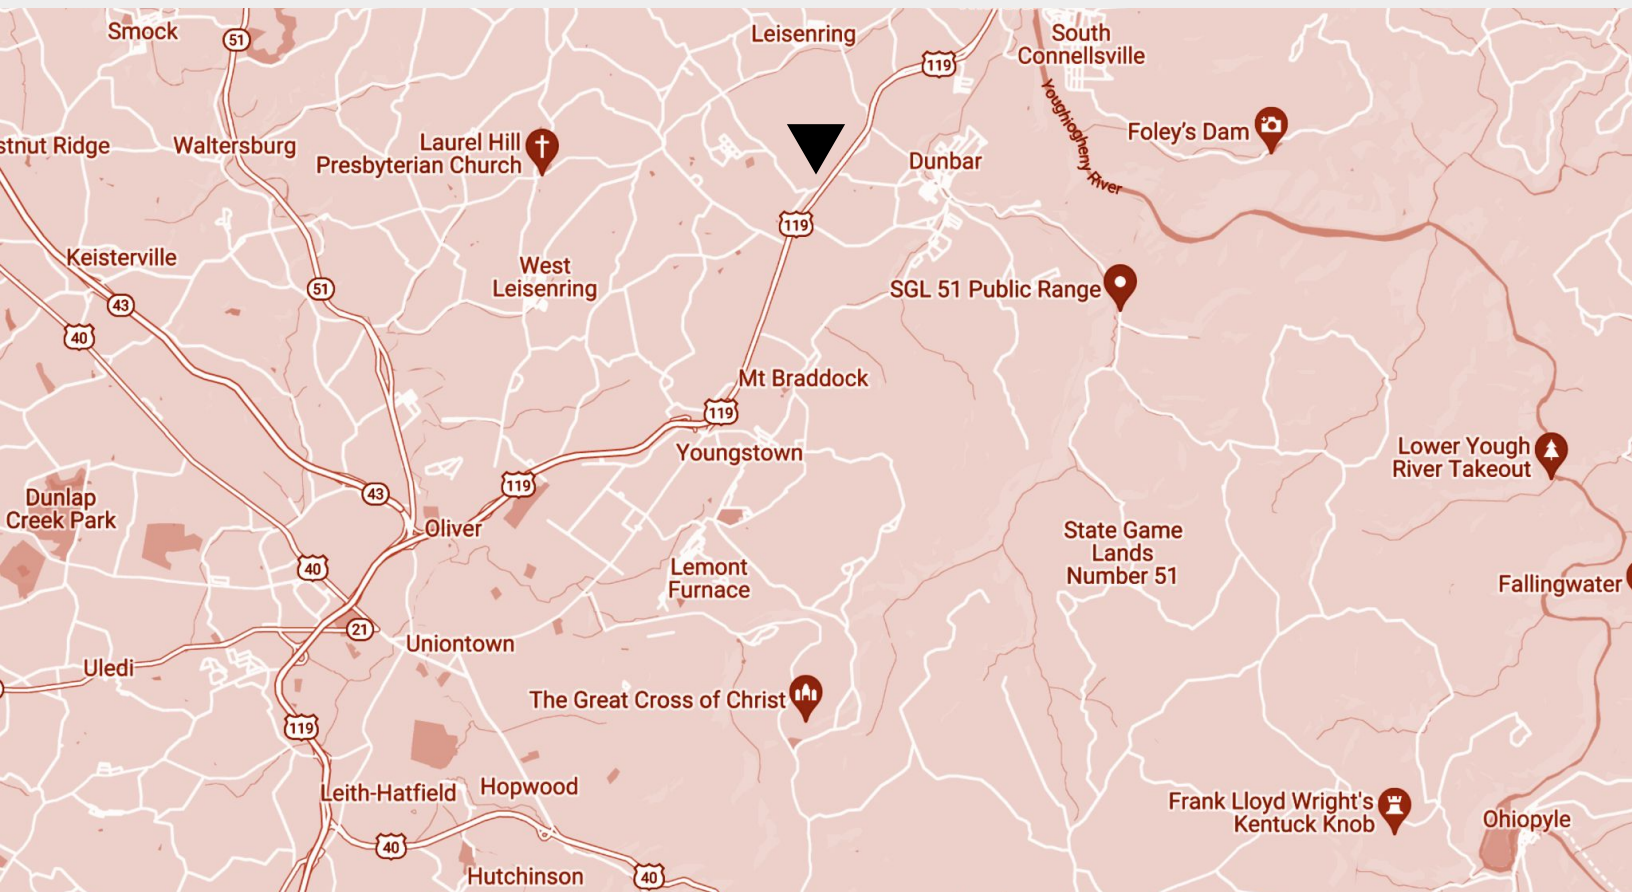 Smock
51
Leisenring
119
South
Connellsville
stnut Ridge
Waltersburg
Laurel Hill
Presbyterian Church
Dunbar
Youghiogheny River
Foley's Dam
119
Keisterville
West
Leisenring
51
43
40
SGL 51 Public Range
Mt Braddock
119
Youngstown
Lower Yough
River Takeout
119
43
Dunlap
Creek Park
Oliver
State Game
Lands
Number 51
40
Lemont
Furnace
Fallingwater
21
Uniontown
Uledi
The Great Cross of Christ
119
Leith-Hatfield
Hopwood
Frank Lloyd Wright's
Kentuck Knob
Ohiopyle
40
Hutchinson
40